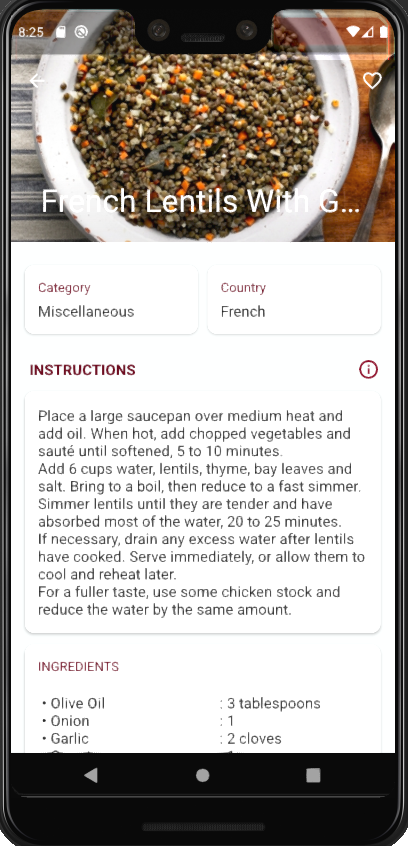 8:25
French Lentils With G...
Category
Country
Miscellaneous
French
INSTRUCTIONS
Place a large saucepan over medium heat and
add oil. When hot, add chopped vegetables and
sauté until softened, 5 to 10 minutes.
Add 6 cups water, lentils, thyme, bay leaves and
salt. Bring to a boil, then reduce to a fast simmer.
Simmer lentils until they are tender and have
absorbed most of the water, 20 to 25 minutes.
If necessary, drain any excess water after lentils
have cooked. Serve immediately, or allow them to
cool and reheat later.
For a fuller taste, use some chicken stock and
reduce the water by the same amount.
INGREDIENTS
• Olive Oil : 3 tablespoons
• Onion : 1
• Garlic : 2 cloves